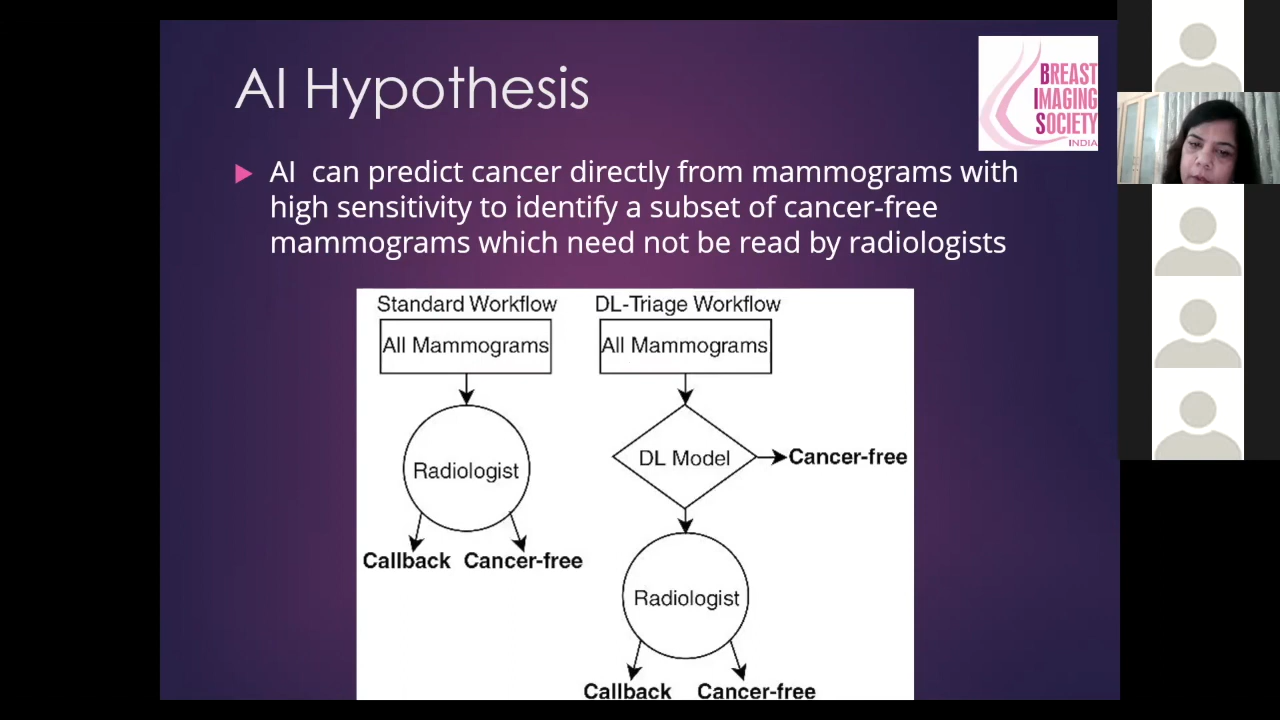 AI Hypothesis
BREAST
IMAGING
SOCIETY
INDIA
AI can predict cancer directly from mammograms with
high sensitivity to identify a subset of cancer-free
mammograms which need not be read by radiologists
Standard Workflow
All Mammograms
Radiologist
Callback Cancer-free
DL-Triage Workflow
All Mammograms
DL Model
Cancer-free
Radiologist
Callback Cancer-free